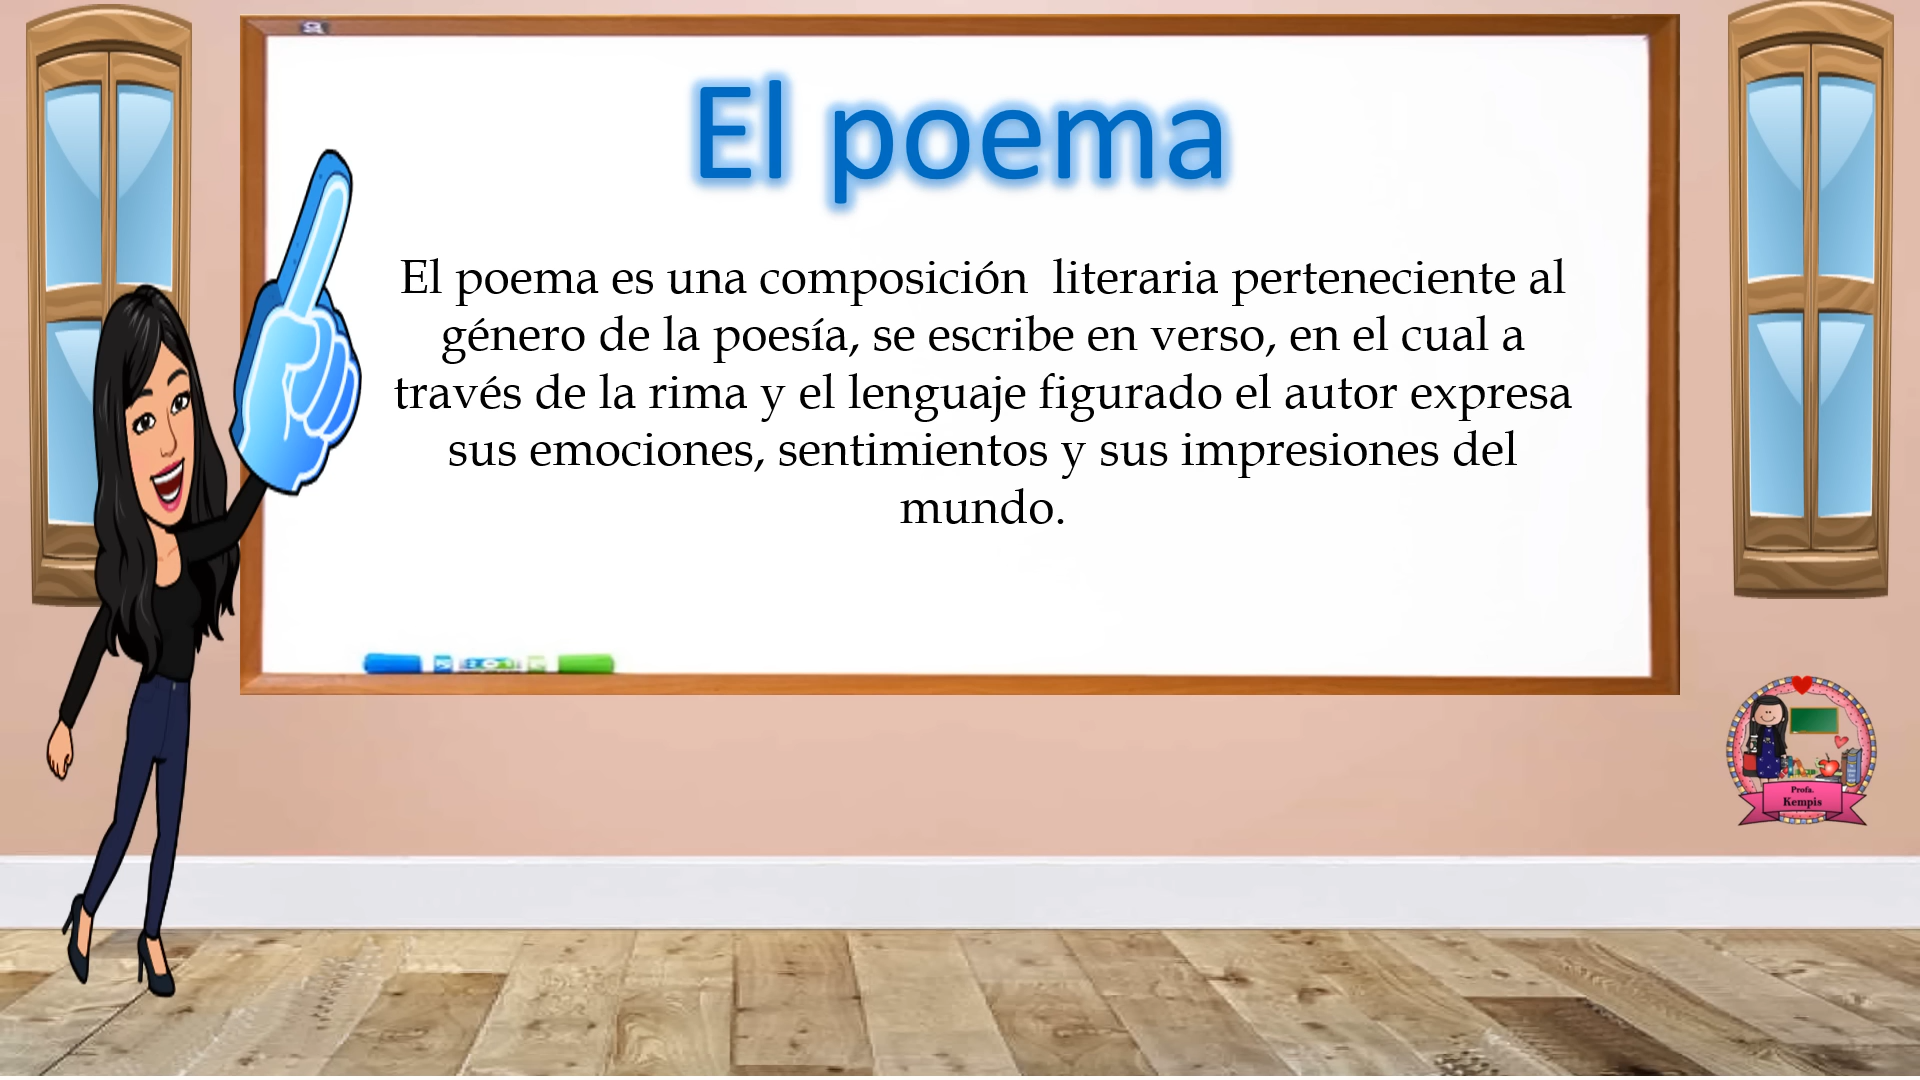 El poema
El poema es una composición  literaria perteneciente al
género de la poesía, se escribe en verso, en el cual a
través de la rima y el lenguaje figurado el autor expresa
sus emociones, sentimientos y sus impresiones del
mundo.
Profa.
Kempis